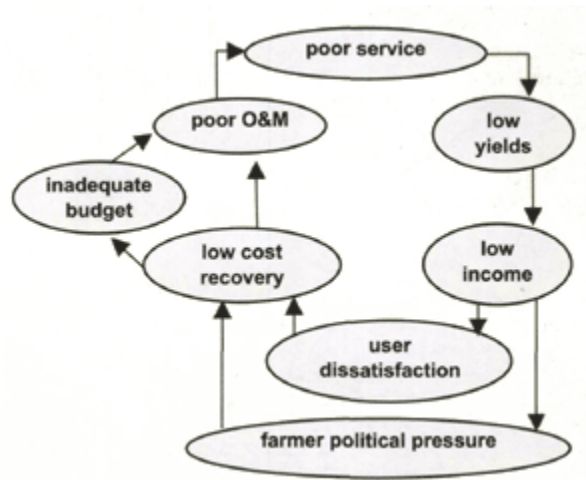 poor service
poor O&M
low
yields
inadequate
budget
low cost
recovery
low
income
user
dissatisfaction
farmer political pressure